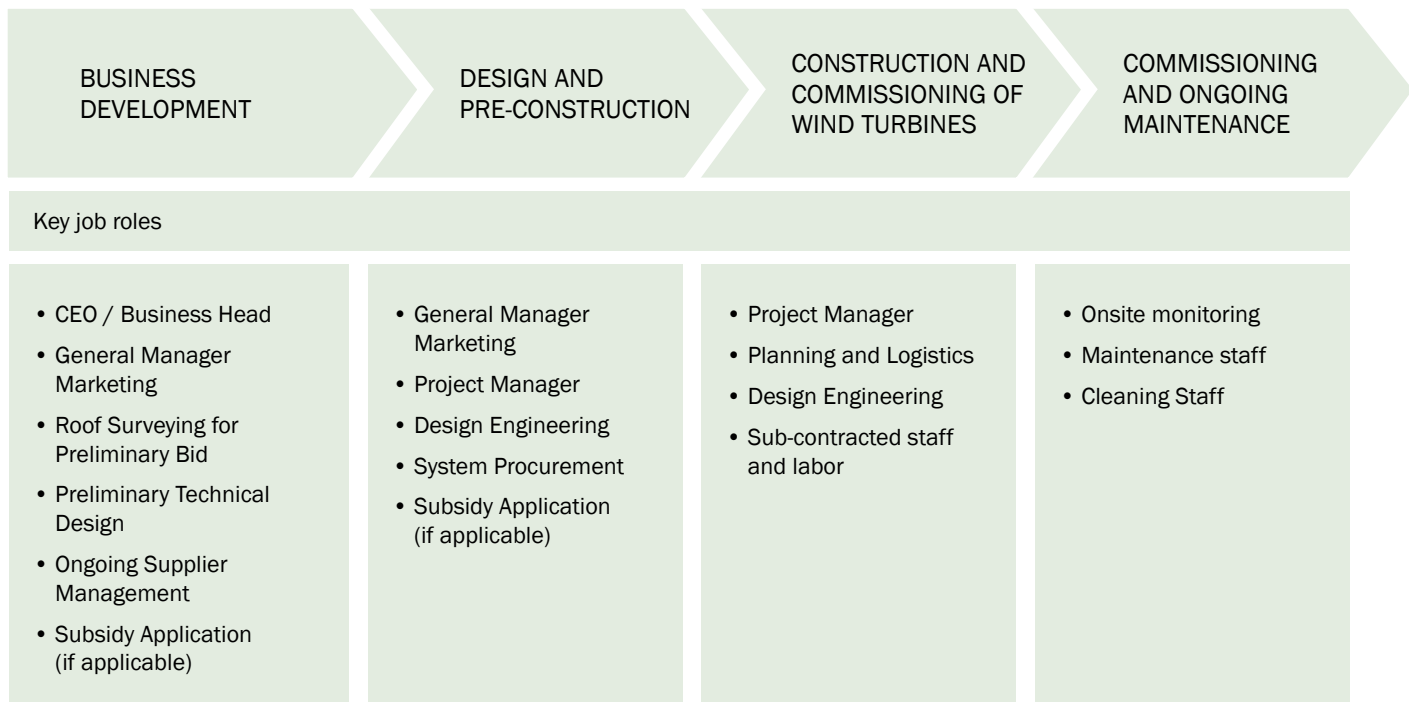 BUSINESS
DEVELOPMENT
DESIGN AND
PRE-CONSTRUCTION
CONSTRUCTION AND
COMMISSIONING OF
WIND TURBINES
COMMISSIONING
AND ONGOING
MAINTENANCE
Key job roles
• CEO / Business Head
• General Manager
Marketing
• Roof Surveying for
Preliminary Bid
• Preliminary Technical
Design
• Ongoing Supplier
Management
• Subsidy Application
(if applicable)
• General Manager
Marketing
• Project Manager
• Design Engineering
• System Procurement
• Subsidy Application
(if applicable)
• Project Manager
• Planning and Logistics
• Design Engineering
• Sub-contracted staff
and labor
• Onsite monitoring
• Maintenance staff
• Cleaning Staff